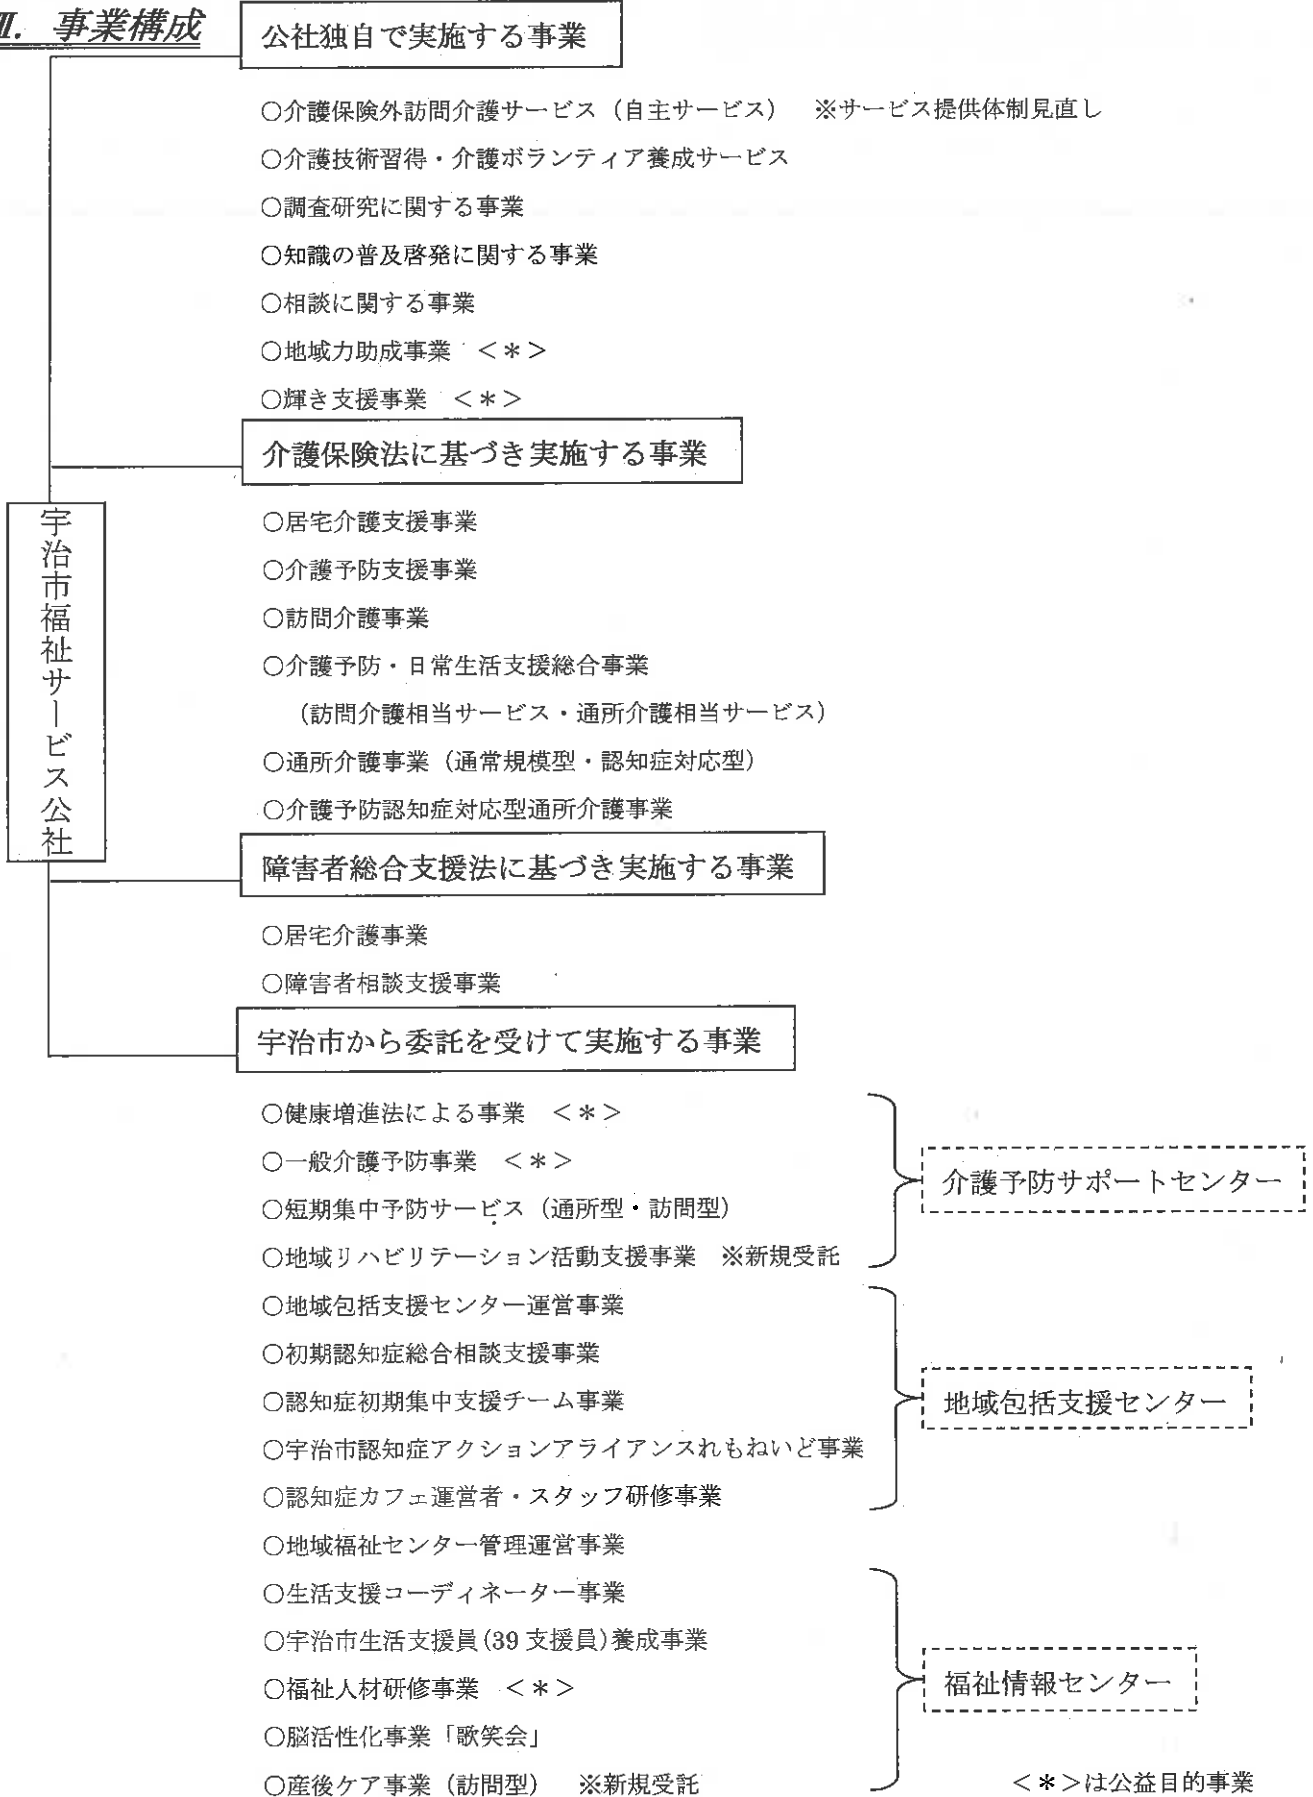 Ⅲ. 事業構成
公社独自で実施する事業
○介護保険外訪問介護サービス（自主サービス） ※サービス提供体制見直し
○介護技術習得・介護ボランティア養成サービス
○調査研究に関する事業
○知識の普及啓発に関する事業
○相談に関する事業
○地域力助成事業 ＜＊＞
○輝き支援事業 ＜＊＞
介護保険法に基づき実施する事業
○居宅介護支援事業
○介護予防支援事業
○訪問介護事業
○介護予防・日常生活支援総合事業
（訪問介護相当サービス・通所介護相当サービス）
○通所介護事業（通常規模型・認知症対応型）
○介護予防認知症対応型通所介護事業
宇治市福祉サービス公社
障害者総合支援法に基づき実施する事業
○居宅介護事業
○障害者相談支援事業
宇治市から委託を受けて実施する事業
○健康増進法による事業 ＜＊＞
○一般介護予防事業 ＜＊＞
○短期集中予防サービス（通所型・訪問型）
○地域リハビリテーション活動支援事業 ※新規受託
介護予防サポートセンター
○地域包括支援センター運営事業
○初期認知症総合相談支援事業
○認知症初期集中支援チーム事業
○宇治市認知症アクションアライアンスれもねいど事業
○認知症カフェ運営者・スタッフ研修事業
地域包括支援センター
○地域福祉センター管理運営事業
○生活支援コーディネーター事業
○宇治市生活支援員(39 支援員)養成事業
○福祉人材研修事業 ＜＊＞
○脳活性化事業「歌笑会」
○産後ケア事業（訪問型） ※新規受託
福祉情報センター
＜＊＞は公益目的事業